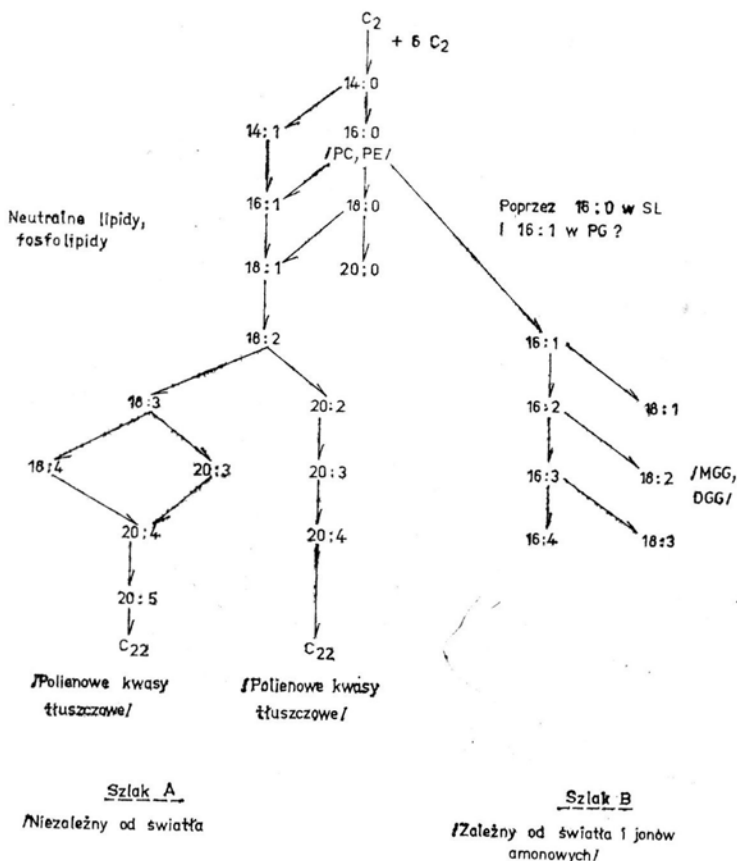 C₂
+ 6 C₂
14:0
14:1 16:0
/PC, PE/
16:1 18:0
Neutralne lipidy,
fosfolipidy
Poprzez 16:0 w SL
i 16:1 w PG ?
18:1 20:0
18:2 16:1
18:3 20:2 16:2 18:1
18:4 20:3 20:3 16:3 18:2 /MGG,
DGG/
20:4 20:4 16:4 18:3
20:5
C₂₂ C₂₂
/Polienowe kwasy
tłuszczowe/
/Polienowe kwasy
tłuszczowe/
Szlak A
/Niezależny od światła
Szlak B
/Zależny od światła i jonów
amonowych/